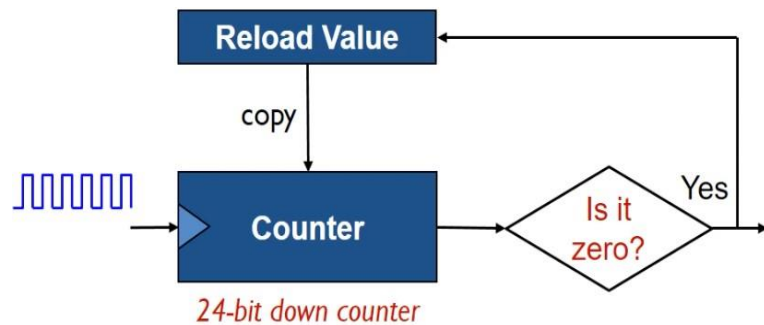 Reload Value
copy
Counter
Is it
zero?
Yes
24-bit down counter